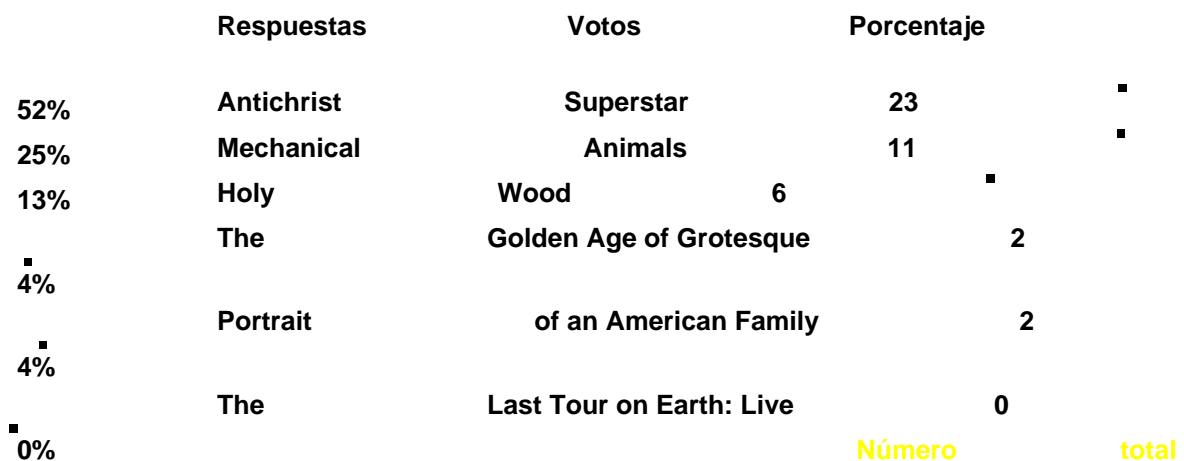 Respuestas Votos Porcentaje
Antichrist Superstar 23
52%
Mechanical Animals 11
25%
Holy Wood 6
13%
The Golden Age of Grotesque 2
4%
Portrait of an American Family 2
4%
The Last Tour on Earth: Live 0
0% Número total